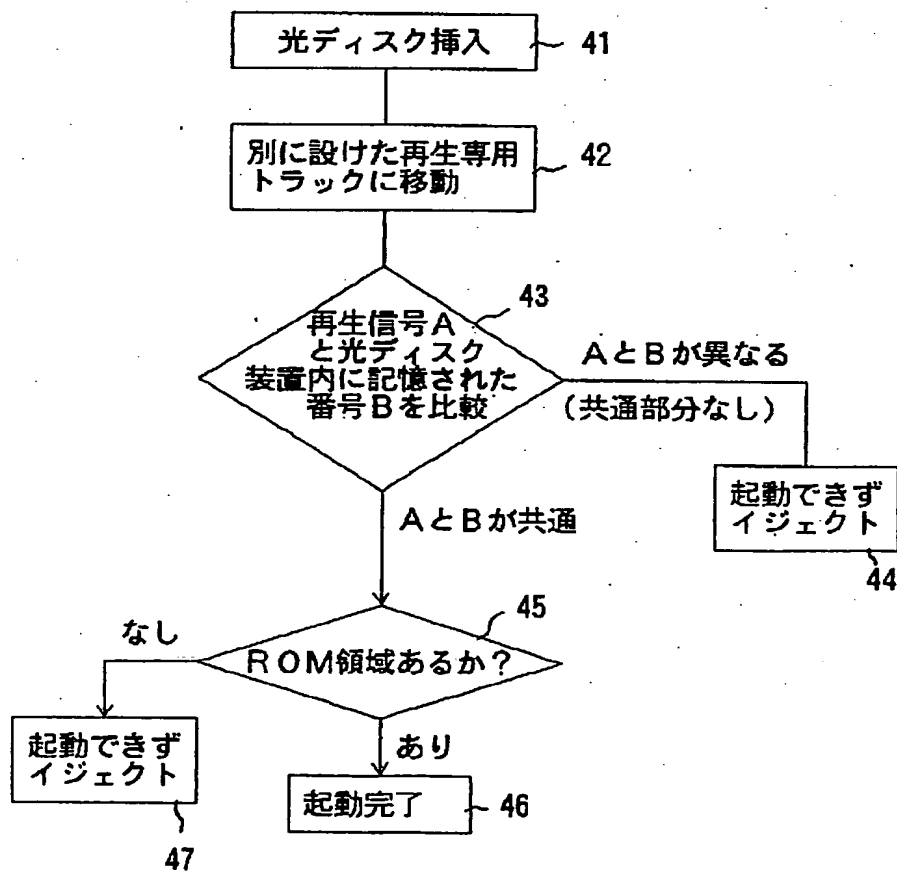 光ディスク挿入
41
別に設けた再生専用
トラックに移動
42
43
再生信号A
と光ディスク
装置内に記憶された
番号Bを比較
AとBが異なる
(共通部分なし)
起動できず
イジェクト
44
AとBが共通
45
なし
ROM領域あるか?
起動できず
イジェクト
47
あり
起動完了
46